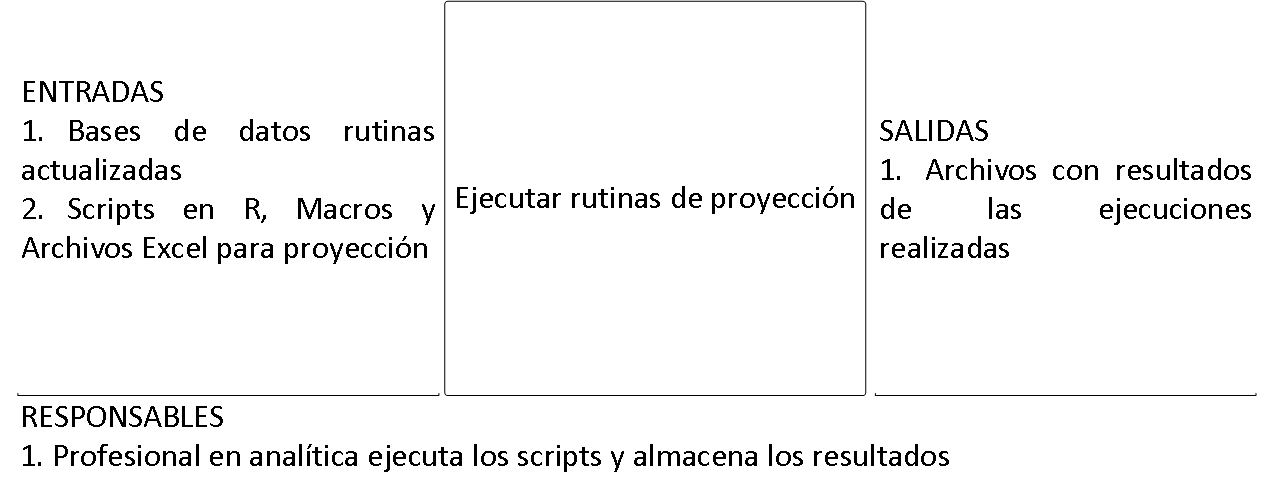 ENTRADAS
1. Bases de datos rutinas
actualizadas
2. Scripts en R, Macros y
Archivos Excel para proyección
Ejecutar rutinas de proyección
SALIDAS
1. Archivos con resultados
de las ejecuciones
realizadas
RESPONSABLES
1. Profesional en analítica ejecuta los scripts y almacena los resultados